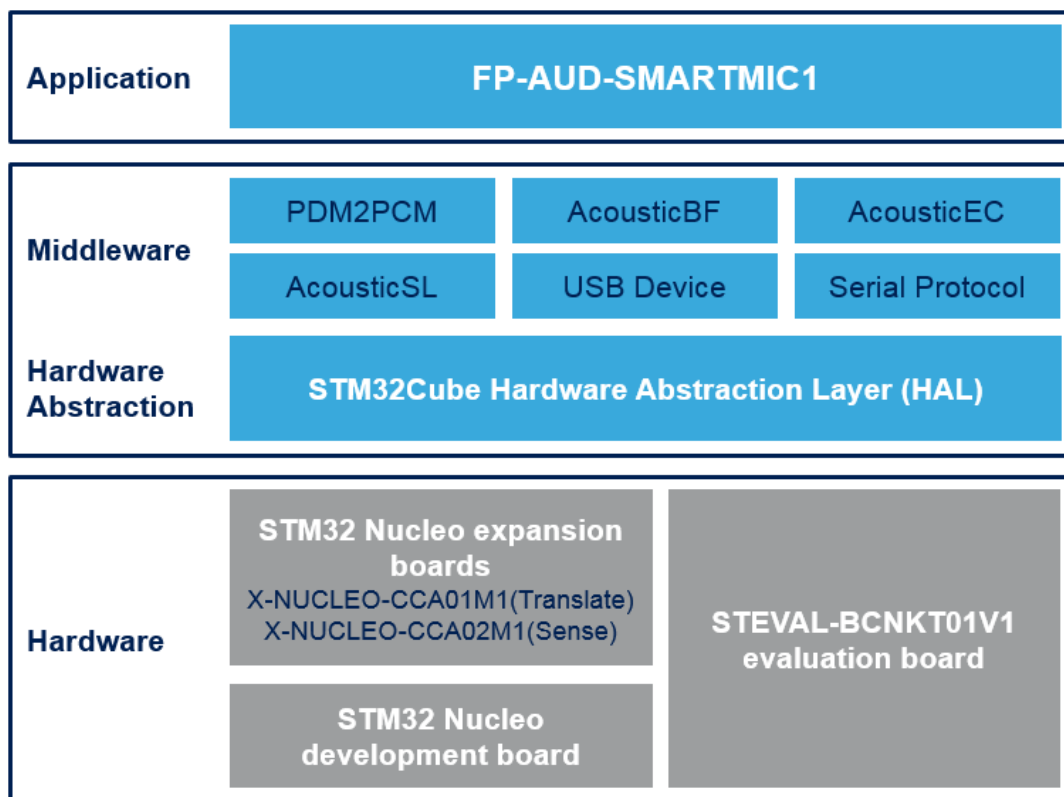 Application
FP-AUD-SMARTMIC1
Middleware
PDM2PCM
AcousticBF
AcousticEC
AcousticSL
USB Device
Serial Protocol
Hardware
Abstraction
STM32Cube Hardware Abstraction Layer (HAL)
Hardware
STM32 Nucleo expansion
boards
X-NUCLEO-CCA01M1(Translate)
X-NUCLEO-CCA02M1(Sense)
STM32 Nucleo
development board
STEVAL-BCNKT01V1
evaluation board